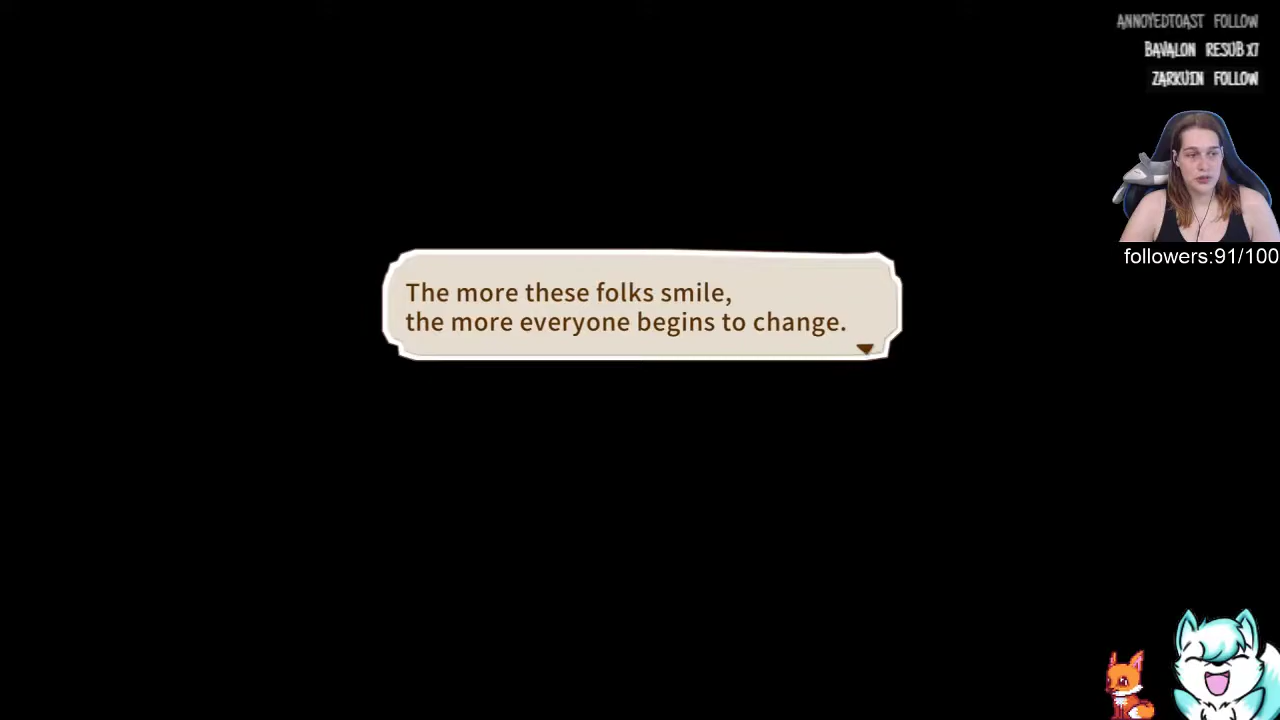 ANNOYEDTOAST FOLLOW
BAVALON RESUB X7
ZARKUIN FOLLOW
followers:91/100
The more these folks smile,
the more everyone begins to change.